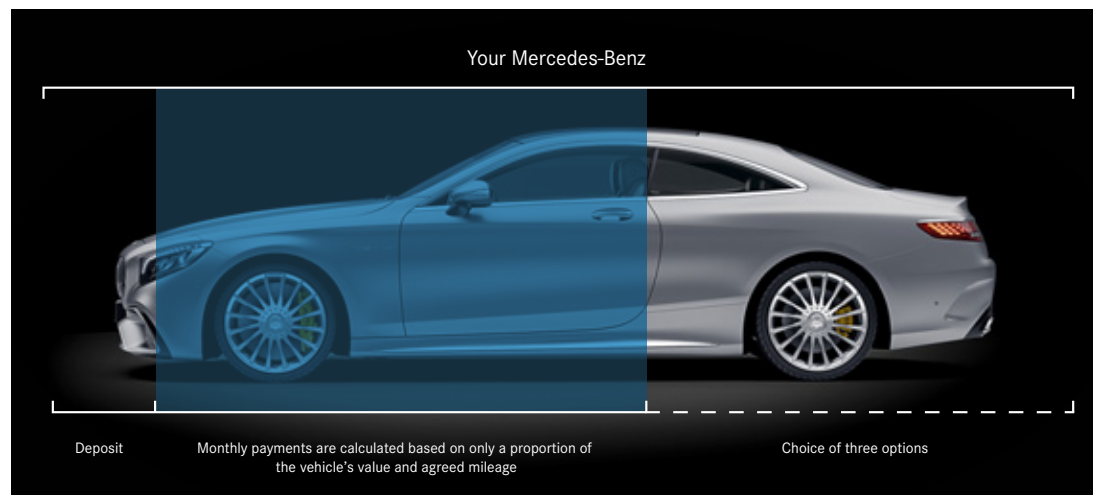 Your Mercedes-Benz
Deposit
Monthly payments are calculated based on only a proportion of
the vehicle’s value and agreed mileage
Choice of three options